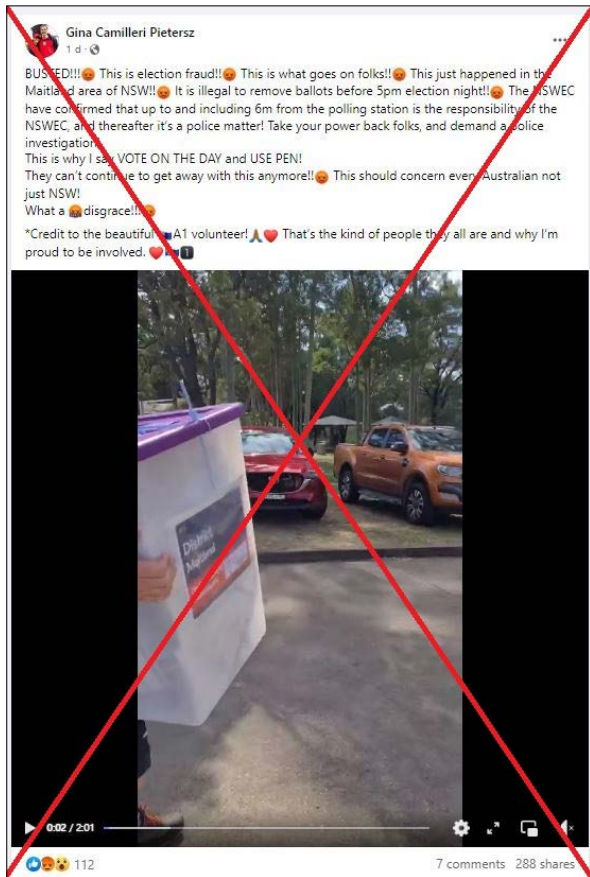 Gina Camilleri Pietersz
1 d ·
BUSTED!!!😡 This is election fraud!!😡 This is what goes on folks!!😡 This just happened in the
Maitland area of NSW!!😡 It is illegal to remove ballots before 5pm election night!!😡 The NSWEC
have confirmed that up to and including 6m from the polling station is the responsibility of the
NSWEC, and thereafter it's a police matter! Take your power back folks, and demand a police
investigation
This is why I say VOTE ON THE DAY and USE PEN!
They can't continue to get away with this anymore!!😡 This should concern every Australian not
just NSW!
What a 🤬disgrace!!!😡
*Credit to the beautiful 🇦🇺A1 volunteer!🙏❤️ That's the kind of people they all are and why I'm
proud to be involved. ❤️🇦🇺1️
District
Maitland
0:02 / 2:01
112
7 comments 288 shares